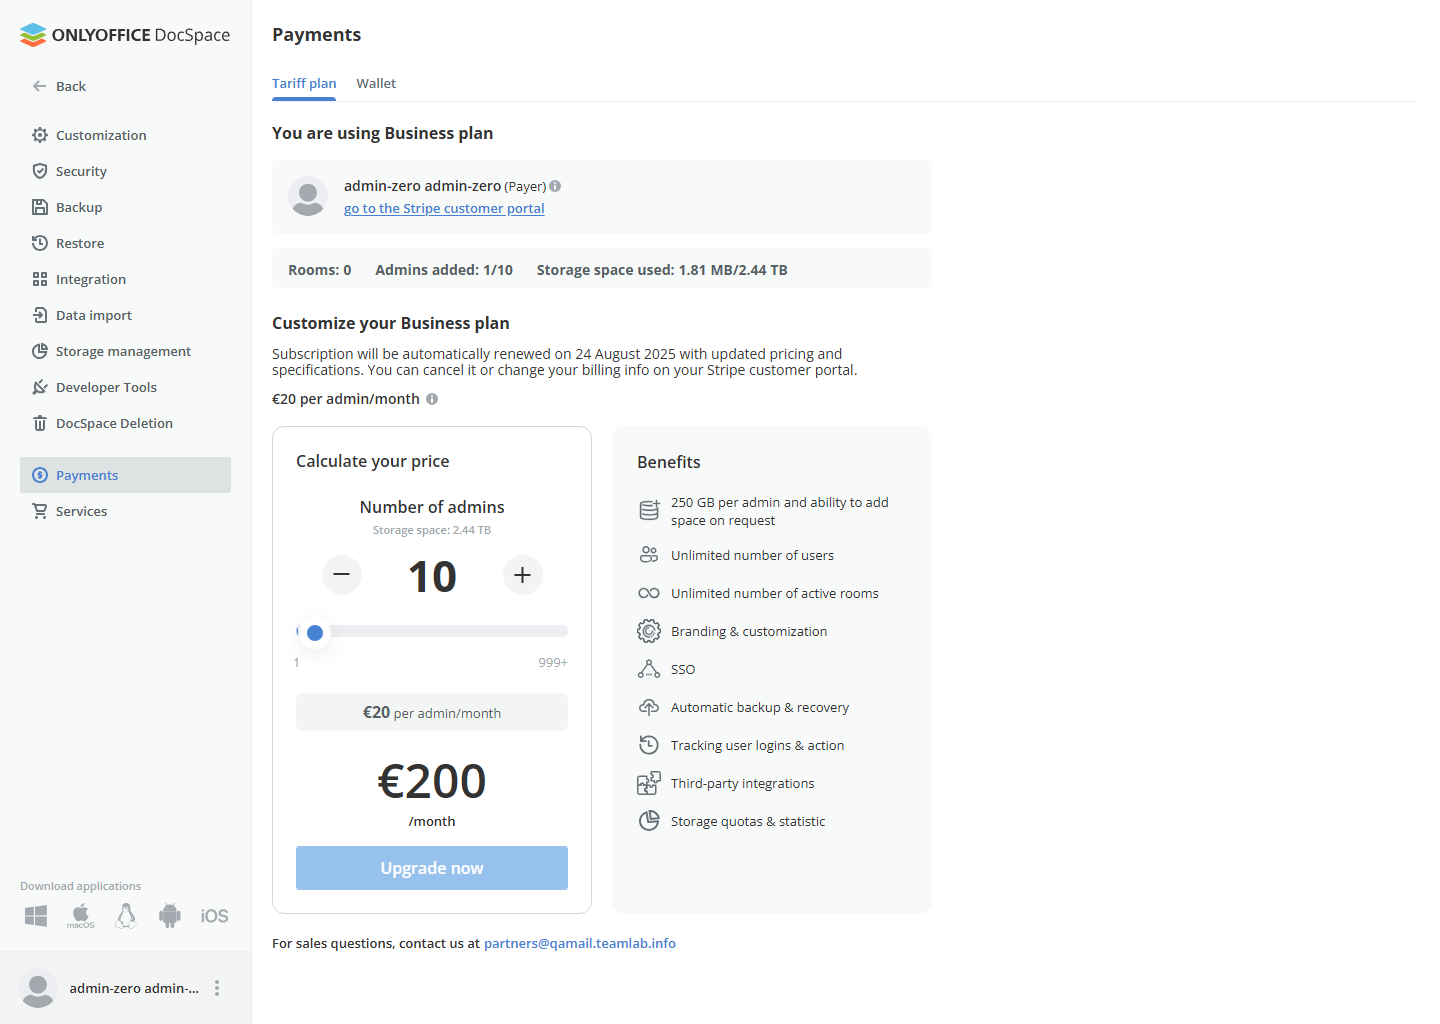 ONLYOFFICE DocSpace
Back
Customization
Security
Backup
Restore
Integration
Data import
Storage management
Developer Tools
DocSpace Deletion
Payments
Services
Download applications
macOS
iOS
admin-zero admin-...
Payments
Tariff plan
Wallet
You are using Business plan
admin-zero admin-zero (Payer)
go to the Stripe customer portal
Rooms: 0 Admins added: 1/10 Storage space used: 1.81 MB/2.44 TB
Customize your Business plan
Subscription will be automatically renewed on 24 August 2025 with updated pricing and
specifications. You can cancel it or change your billing info on your Stripe customer portal.
€20 per admin/month
Calculate your price
Number of admins
Storage space: 2.44 TB
10
1
999+
€20 per admin/month
€200
/month
Upgrade now
Benefits
250 GB per admin and ability to add
space on request
Unlimited number of users
Unlimited number of active rooms
Branding & customization
SSO
Automatic backup & recovery
Tracking user logins & action
Third-party integrations
Storage quotas & statistic
For sales questions, contact us at partners@qamail.teamlab.info